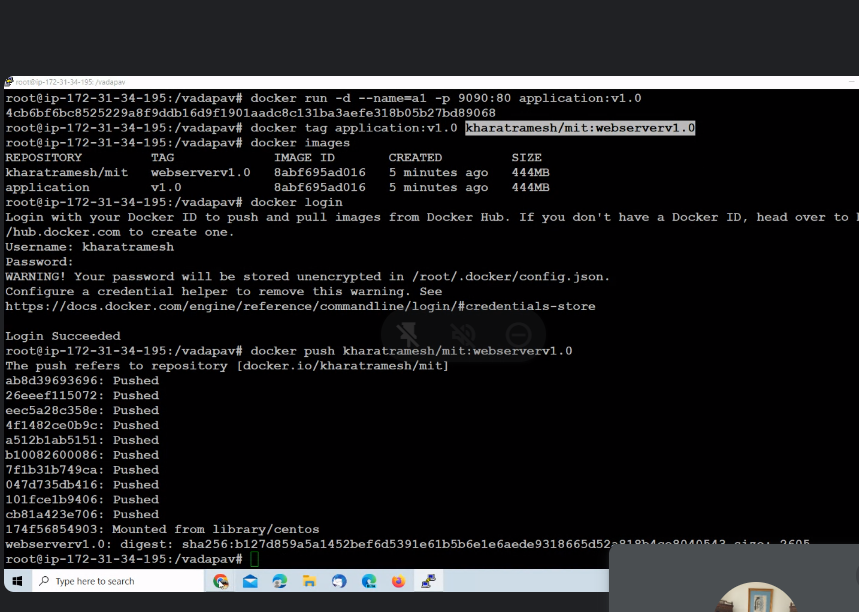 root@ip-172-31-34-195: /vadapav
root@ip-172-31-34-195:/vadapav# docker run -d --name=a1 -p 9090:80 application:v1.0
4cb6bf6bc8525229a8f9ddb16d9f1901aadc8c131ba3aefe318b05b27bd89068
root@ip-172-31-34-195:/vadapav# docker tag application:v1.0 kharatramesh/mit:webserverv1.0
root@ip-172-31-34-195:/vadapav# docker images
REPOSITORY TAG IMAGE ID CREATED SIZE
kharatramesh/mit webserverv1.0 8abf695ad016 5 minutes ago 444MB
application v1.0 8abf695ad016 5 minutes ago 444MB
root@ip-172-31-34-195:/vadapav# docker login
Login with your Docker ID to push and pull images from Docker Hub. If you don't have a Docker ID, head over to
/hub.docker.com to create one.
Username: kharatramesh
Password:
WARNING! Your password will be stored unencrypted in /root/.docker/config.json.
Configure a credential helper to remove this warning. See
https://docs.docker.com/engine/reference/commandline/login/#credentials-store
Login Succeeded
root@ip-172-31-34-195:/vadapav# docker push kharatramesh/mit:webserverv1.0
The push refers to repository [docker.io/kharatramesh/mit]
ab8d39693696: Pushed
26eeef115072: Pushed
eec5a28c358e: Pushed
4f1482ce0b9c: Pushed
a512b1ab5151: Pushed
b10082600086: Pushed
7f1b31b749ca: Pushed
047d735db416: Pushed
101fce1b9406: Pushed
cb81a423e706: Pushed
174f56854903: Mounted from library/centos
webserverv1.0: digest: size: 2605
root@ip-172-31-34-195:/vadapav#
Type here to search